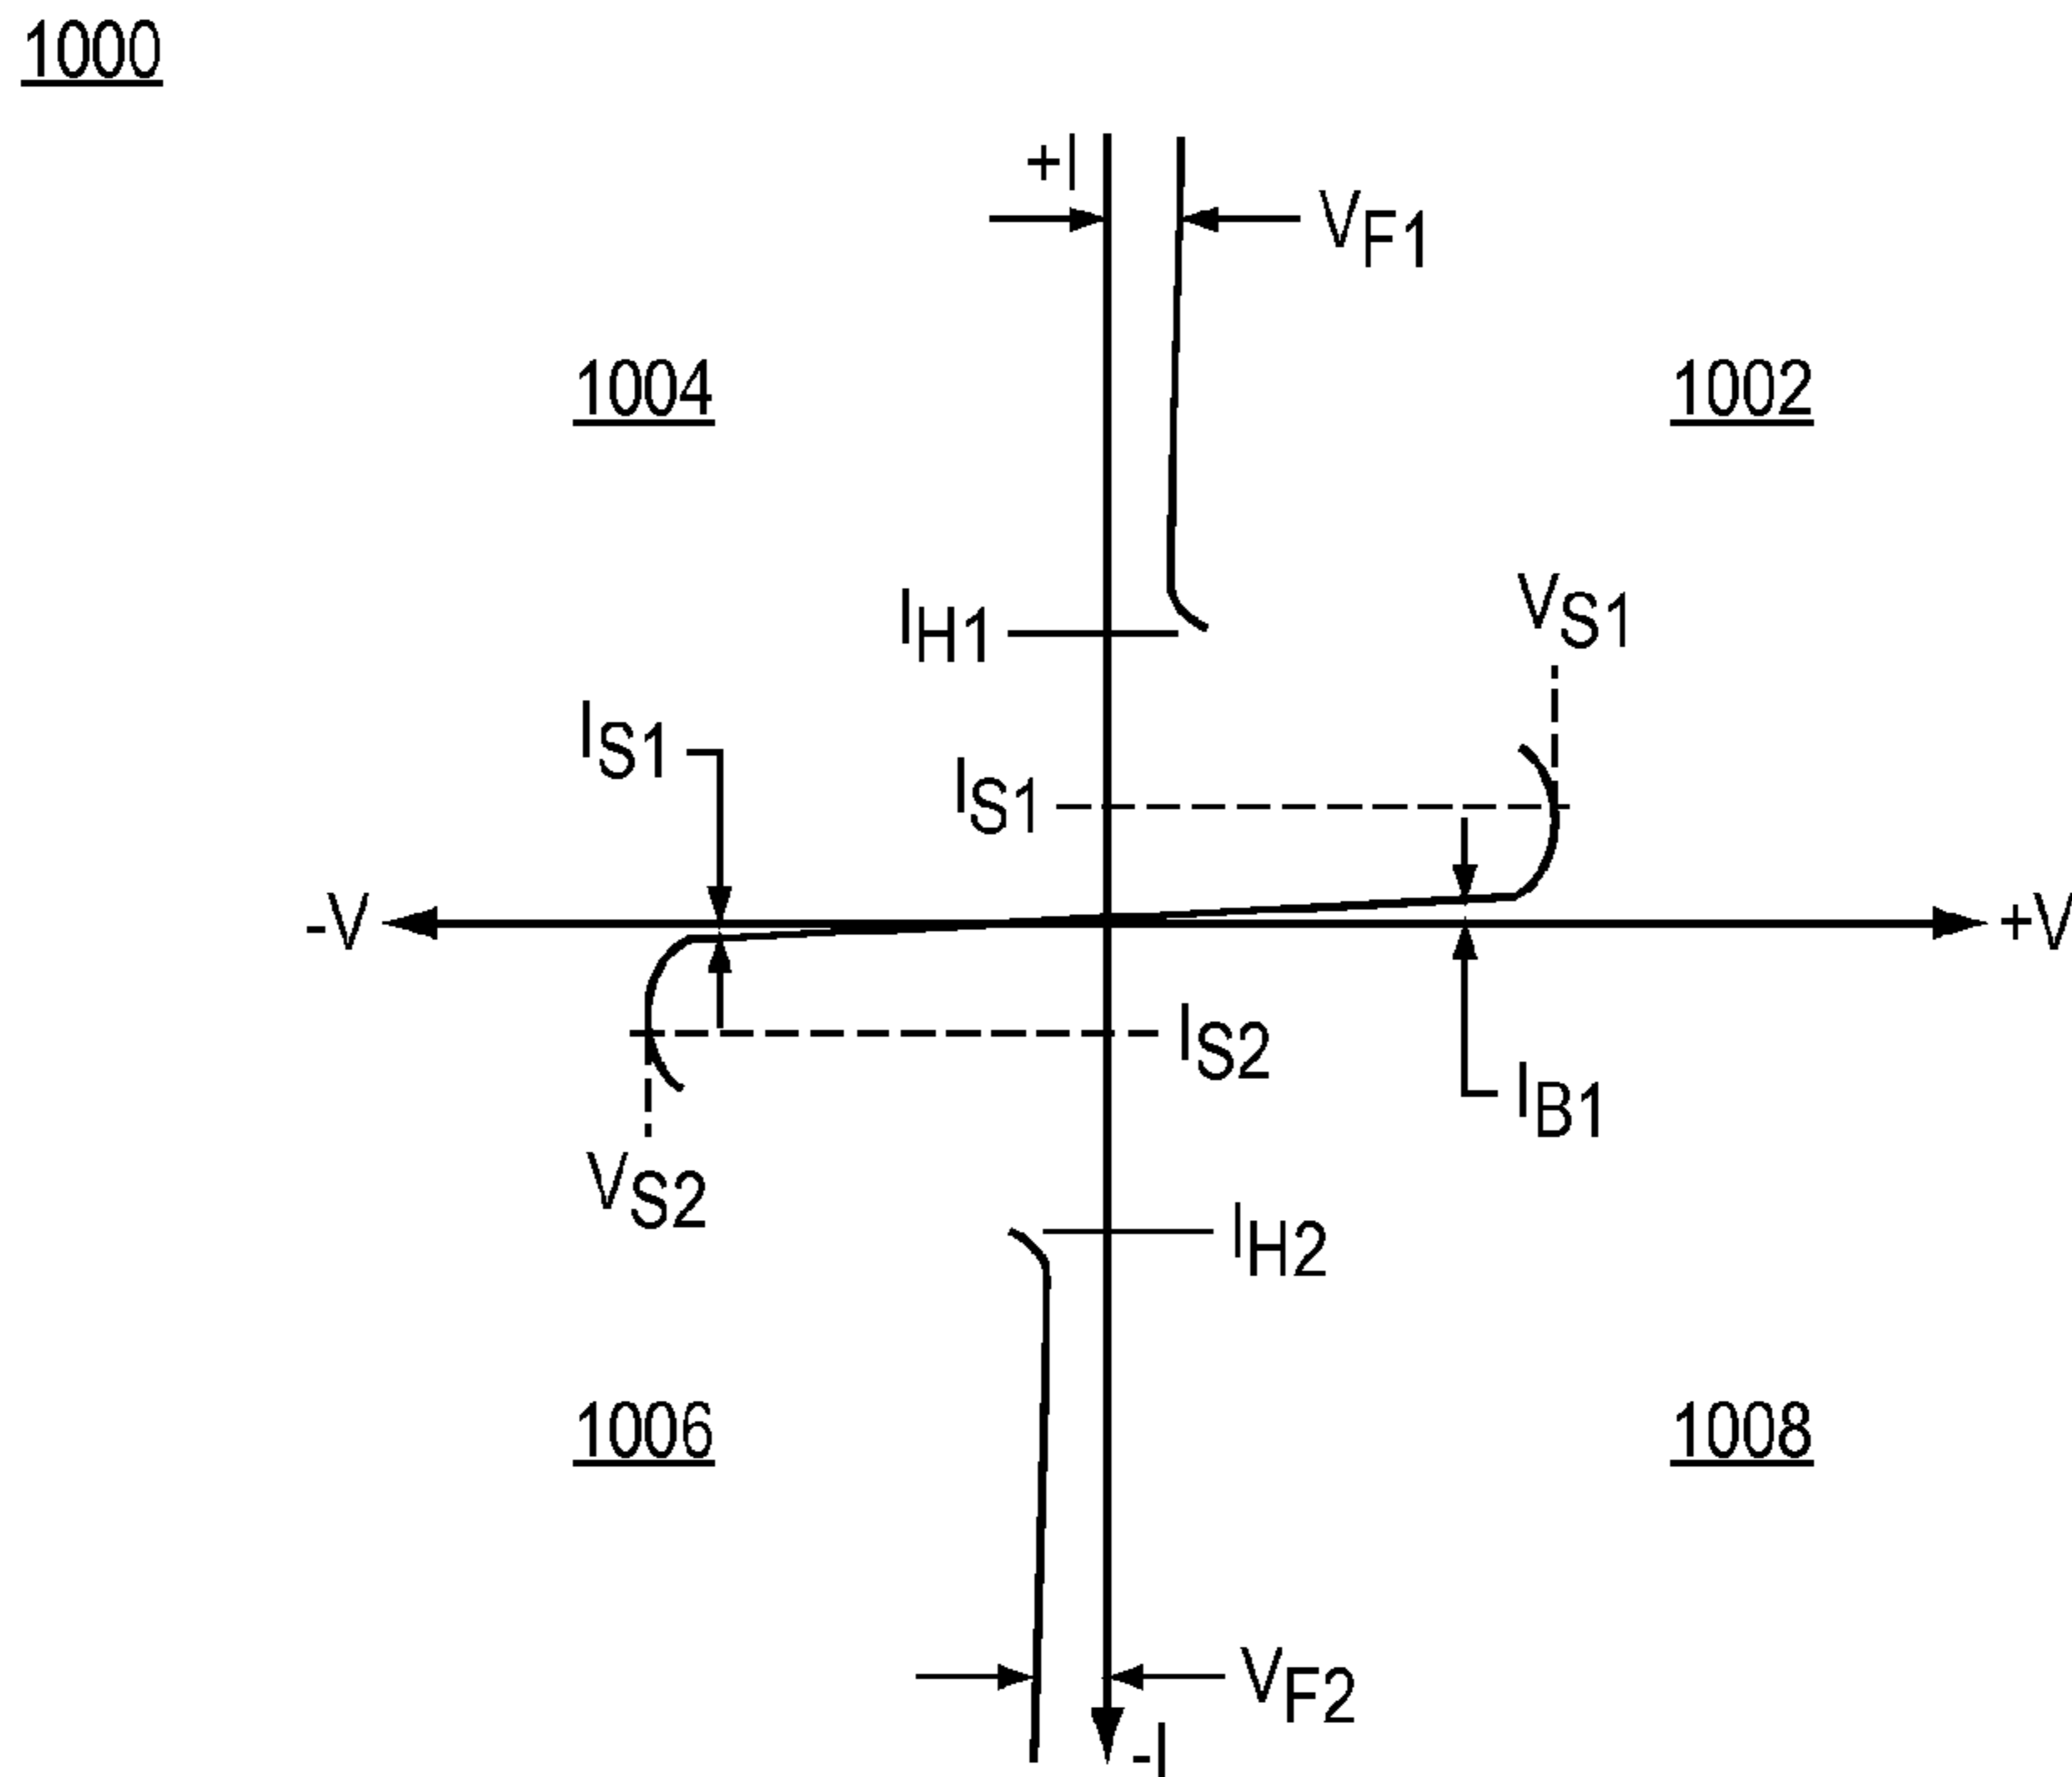 1000
+I
VF1
1004
1002
IH1
VS1
IS1
IS1
-V
+V
IS2
IB1
VS2
IH2
1006
1008
VF2
-I